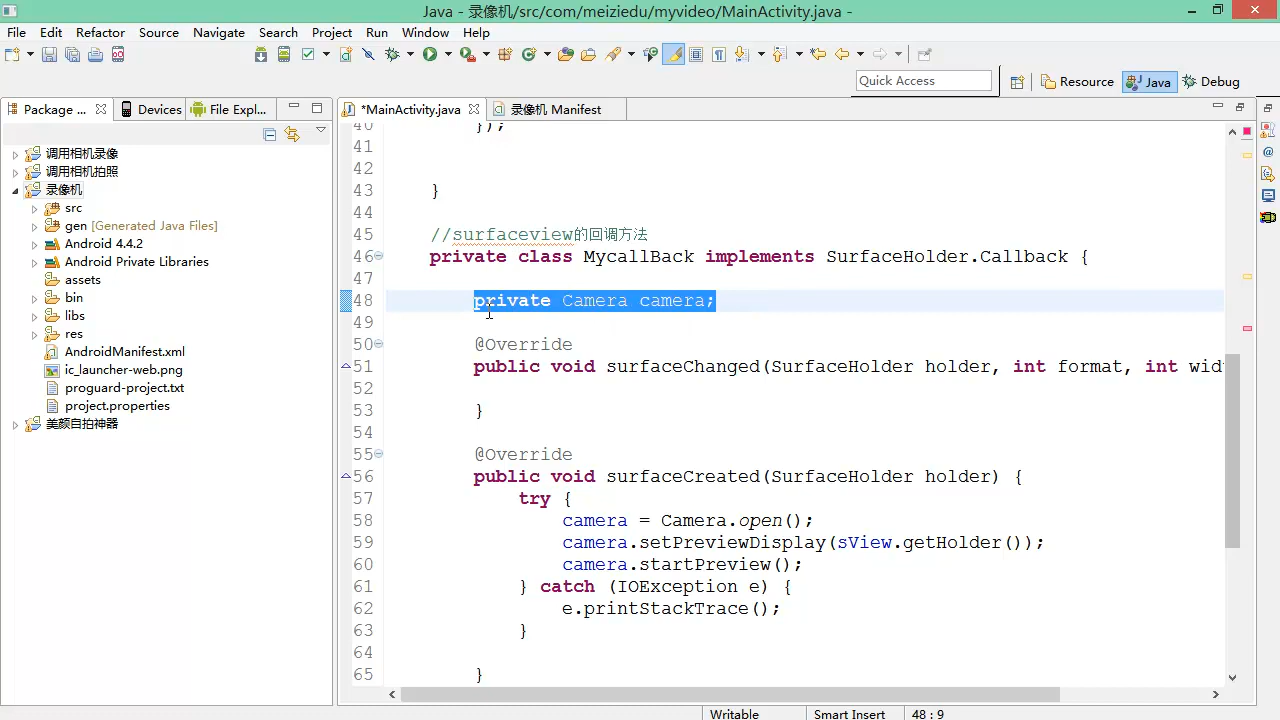 Java - 录像机/src/com/meiziedu/myvideo/MainActivity.java -
File Edit Refactor Source Navigate Search Project Run Window Help
Quick Access
Resource Java Debug
Package ... Devices File Expl... *MainActivity.java 录像机 Manifest
调用相机录像
调用相机拍照
录像机
src
gen [Generated Java Files]
Android 4.4.2
Android Private Libraries
assets
bin
libs
res
AndroidManifest.xml
ic_launcher-web.png
proguard-project.txt
project.properties
美颜自拍神器
40 });
41
42
43 }
44
45 //surfaceview的回调方法
46 private class MycallBack implements SurfaceHolder.Callback {
47
48 private Camera camera;
49
50 @Override
51 public void surfaceChanged(SurfaceHolder holder, int format, int wid
52
53 }
54
55 @Override
56 public void surfaceCreated(SurfaceHolder holder) {
57 try {
58 camera = Camera.open();
59 camera.setPreviewDisplay(sView.getHolder());
60 camera.startPreview();
61 } catch (IOException e) {
62 e.printStackTrace();
63 }
64
65 }
Writable Smart Insert 48 : 9